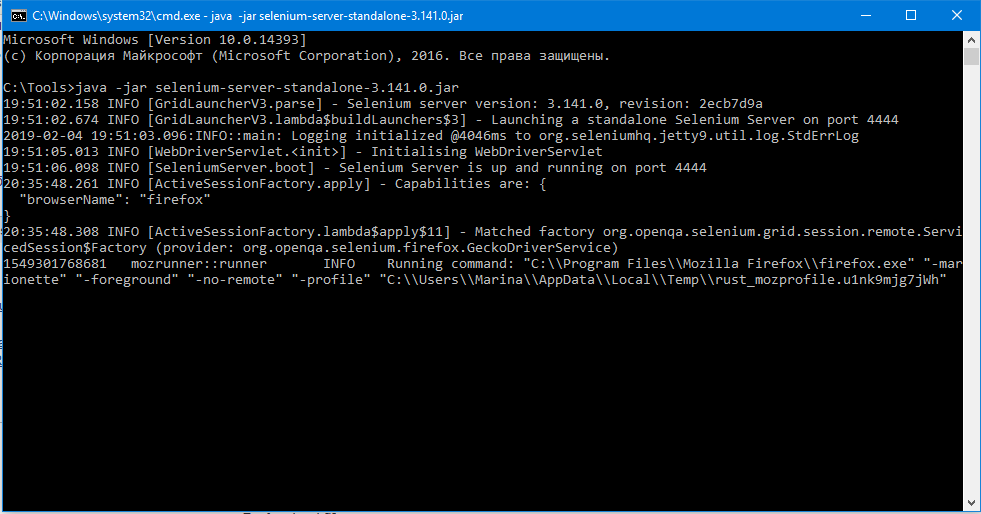 C:\Windows\system32\cmd.exe - java -jar selenium-server-standalone-3.141.0.jar
Microsoft Windows [Version 10.0.14393]
(c) Корпорация Майкрософт (Microsoft Corporation), 2016. Все права защищены.
C:\Tools>java -jar selenium-server-standalone-3.141.0.jar
19:51:02.158 INFO [GridLauncherV3.parse] - Selenium server version: 3.141.0, revision: 2ecb7d9a
19:51:02.674 INFO [GridLauncherV3.lambda$buildLaunchers$3] - Launching a standalone Selenium Server on port 4444
2019-02-04 19:51:03.096:INFO::main: Logging initialized @4046ms to org.seleniumhq.jetty9.util.log.StdErrLog
19:51:05.013 INFO [WebDriverServlet.<init>] - Initialising WebDriverServlet
19:51:06.098 INFO [SeleniumServer.boot] - Selenium Server is up and running on port 4444
20:35:48.261 INFO [ActiveSessionFactory.apply] - Capabilities are: {
  "browserName": "firefox"
}
20:35:48.308 INFO [ActiveSessionFactory.lambda$apply$11] - Matched factory org.openqa.selenium.grid.session.remote.Servi
cedSession$Factory (provider: org.openqa.selenium.firefox.GeckoDriverService)
1549301768681   mozrunner::runner       INFO    Running command: "C:\\Program Files\\Mozilla Firefox\\firefox.exe" "-mar
ionette" "-foreground" "-no-remote" "-profile" "C:\\Users\\Marina\\AppData\\Local\\Temp\\rust_mozprofile.u1nk9mjg7jWh"